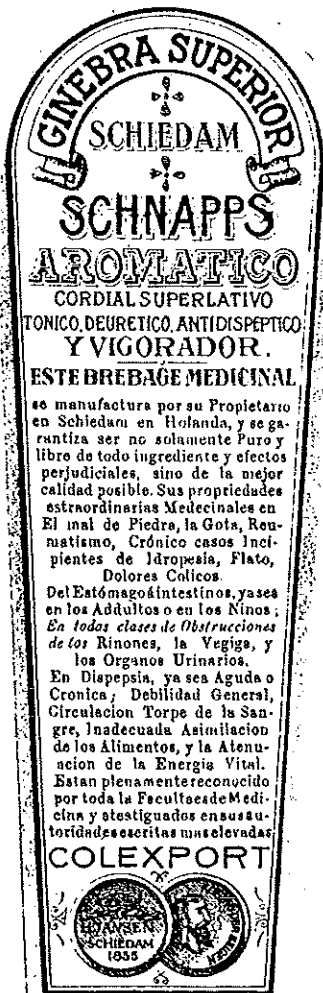 GINEBRA SUPERIOR
SCHIEDAM
SCHNAPPS
AROMATICO
CORDIAL SUPERLATIVO
TONICO, DEURETICO, ANTIDISPEPTICO
Y VIGORADOR.
ESTE BREBAGE MEDICINAL
se manufactura por su Propietario
en Schiedam en Holanda, y se ga-
rantiza ser no solamente Puro y
libre de todo ingrediente y efectos
perjudiciales, sino de la mejor
calidad posible. Sus propriedades
estraordinarias Medecinales en
El mal de Piedra, la Gota, Reu-
matismo, Crónico casos Inci-
pientes de Idropesia, Flato,
Dolores Colicos.
Del Estómago é intestinos, ya sea
en los Addultos o en los Ninos;
En todas clases de Obstrucciones
de los Rinones, la Vegiga, y
los Organos Urinarios.
En Dispepsia, ya sea Aguda o
Cronica; Debilidad General,
Circulacion Torpe de la San-
gre, Inadecuada Asimilacion
de los Alimentos, y la Atenu-
acion de la Energia Vital.
Estan plenamente reconocido
por toda la Facultaes de Medi-
cina y atestiguados en sus au-
toridades escritas mas elevadas
COLEXPORT
H. JANSEN
SCHIEDAM
1855